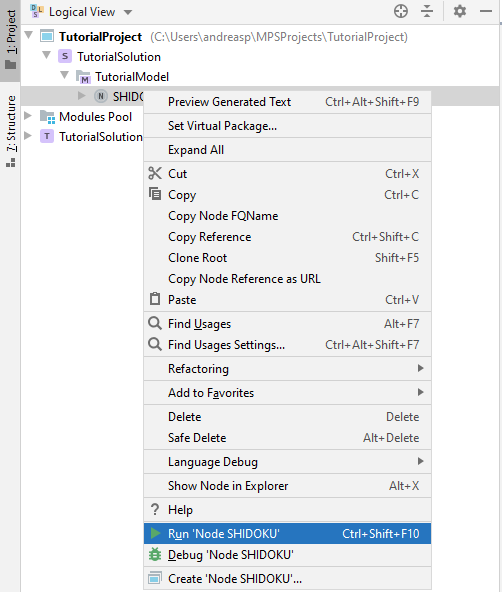 Logical View
1: Project
Z: Structure
TutorialProject (C:\Users\andreasp\MPSProjects\TutorialProject)
S TutorialSolution
M TutorialModel
N SHIDO
Modules Pool
T TutorialSolution
Preview Generated Text Ctrl+Alt+Shift+F9
Set Virtual Package...
Expand All
Cut Ctrl+X
Copy Ctrl+C
Copy Node FQName
Copy Reference Ctrl+Shift+C
Clone Root Shift+F5
Copy Node Reference as URL
Paste Ctrl+V
Find Usages Alt+F7
Find Usages Settings... Ctrl+Alt+Shift+F7
Refactoring
Add to Favorites
Delete Delete
Safe Delete Alt+Delete
Language Debug
Show Node in Explorer Alt+X
? Help
Run 'Node SHIDOKU' Ctrl+Shift+F10
Debug 'Node SHIDOKU'
Create 'Node SHIDOKU'...